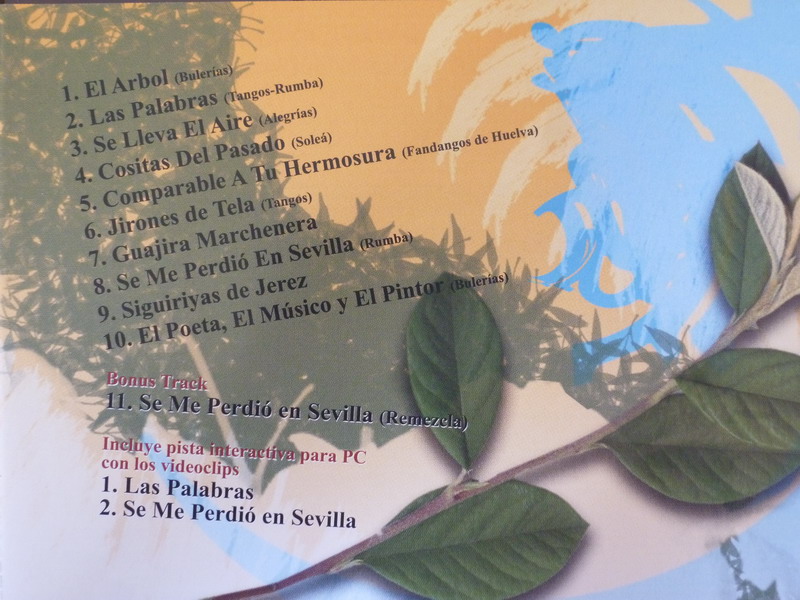 1. El Arbol (Bulerías)
2. Las Palabras (Tangos-Rumba)
3. Se Lleva El Aire (Alegrías)
4. Cositas Del Pasado (Soleá)
5. Comparable A Tu Hermosura (Fandangos de Huelva)
6. Jirones de Tela (Tangos)
7. Guajira Marchenera
8. Se Me Perdió En Sevilla (Rumba)
9. Siguiriyas de Jerez
10. El Poeta, El Músico y El Pintor (Bulerías)
Bonus Track
11. Se Me Perdió en Sevilla (Remezcla)
Incluye pista interactiva para PC
con los videoclips
1. Las Palabras
2. Se Me Perdió en Sevilla